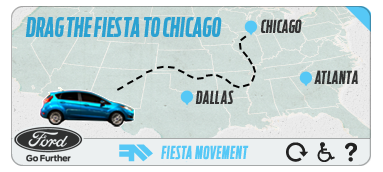 DRAG THE FIESTA TO CHICAGO
CHICAGO
ATLANTA
DALLAS
Ford
Go Further
FIESTA MOVEMENT
?